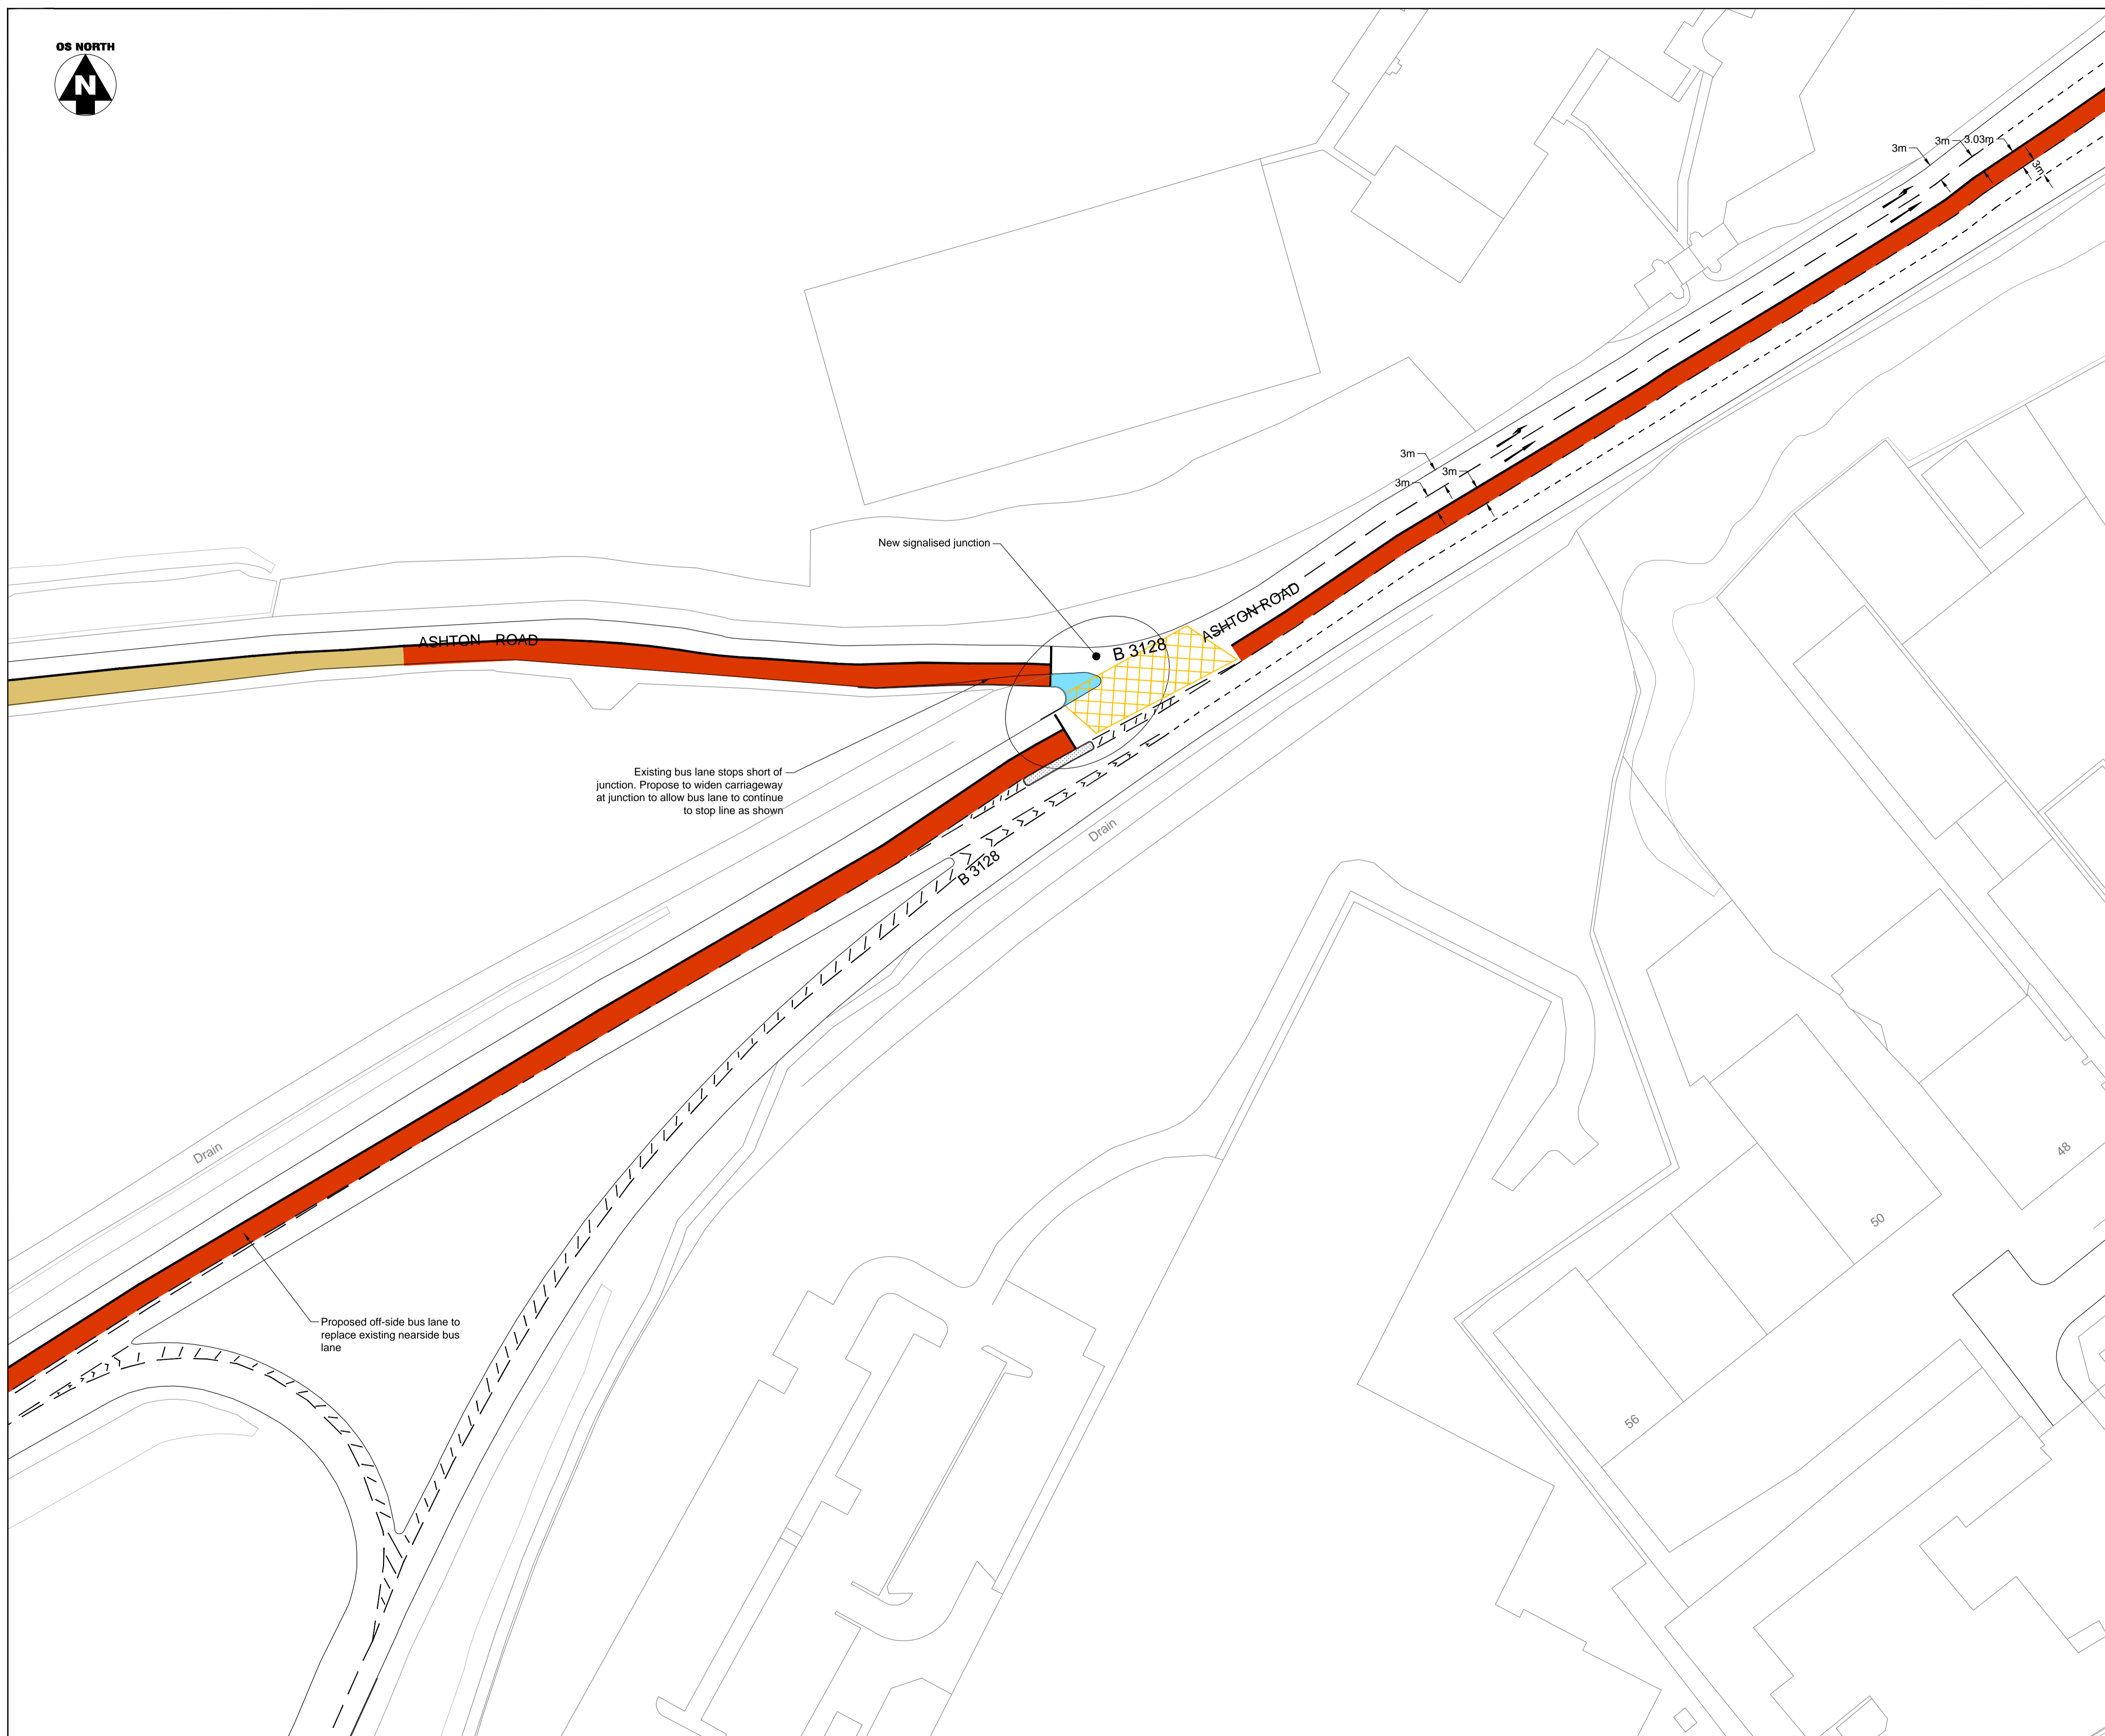 OS NORTH
N
3m
3m
3.03m
3m
3m
3m
3m
New signalised junction
ASHTON ROAD
B 3128
ASHTON ROAD
Existing bus lane stops short of
junction. Propose to widen carriageway
at junction to allow bus lane to continue
to stop line as shown
Drain
B 3128
Drain
48
50
Proposed off-side bus lane to
replace existing nearside bus
lane
56